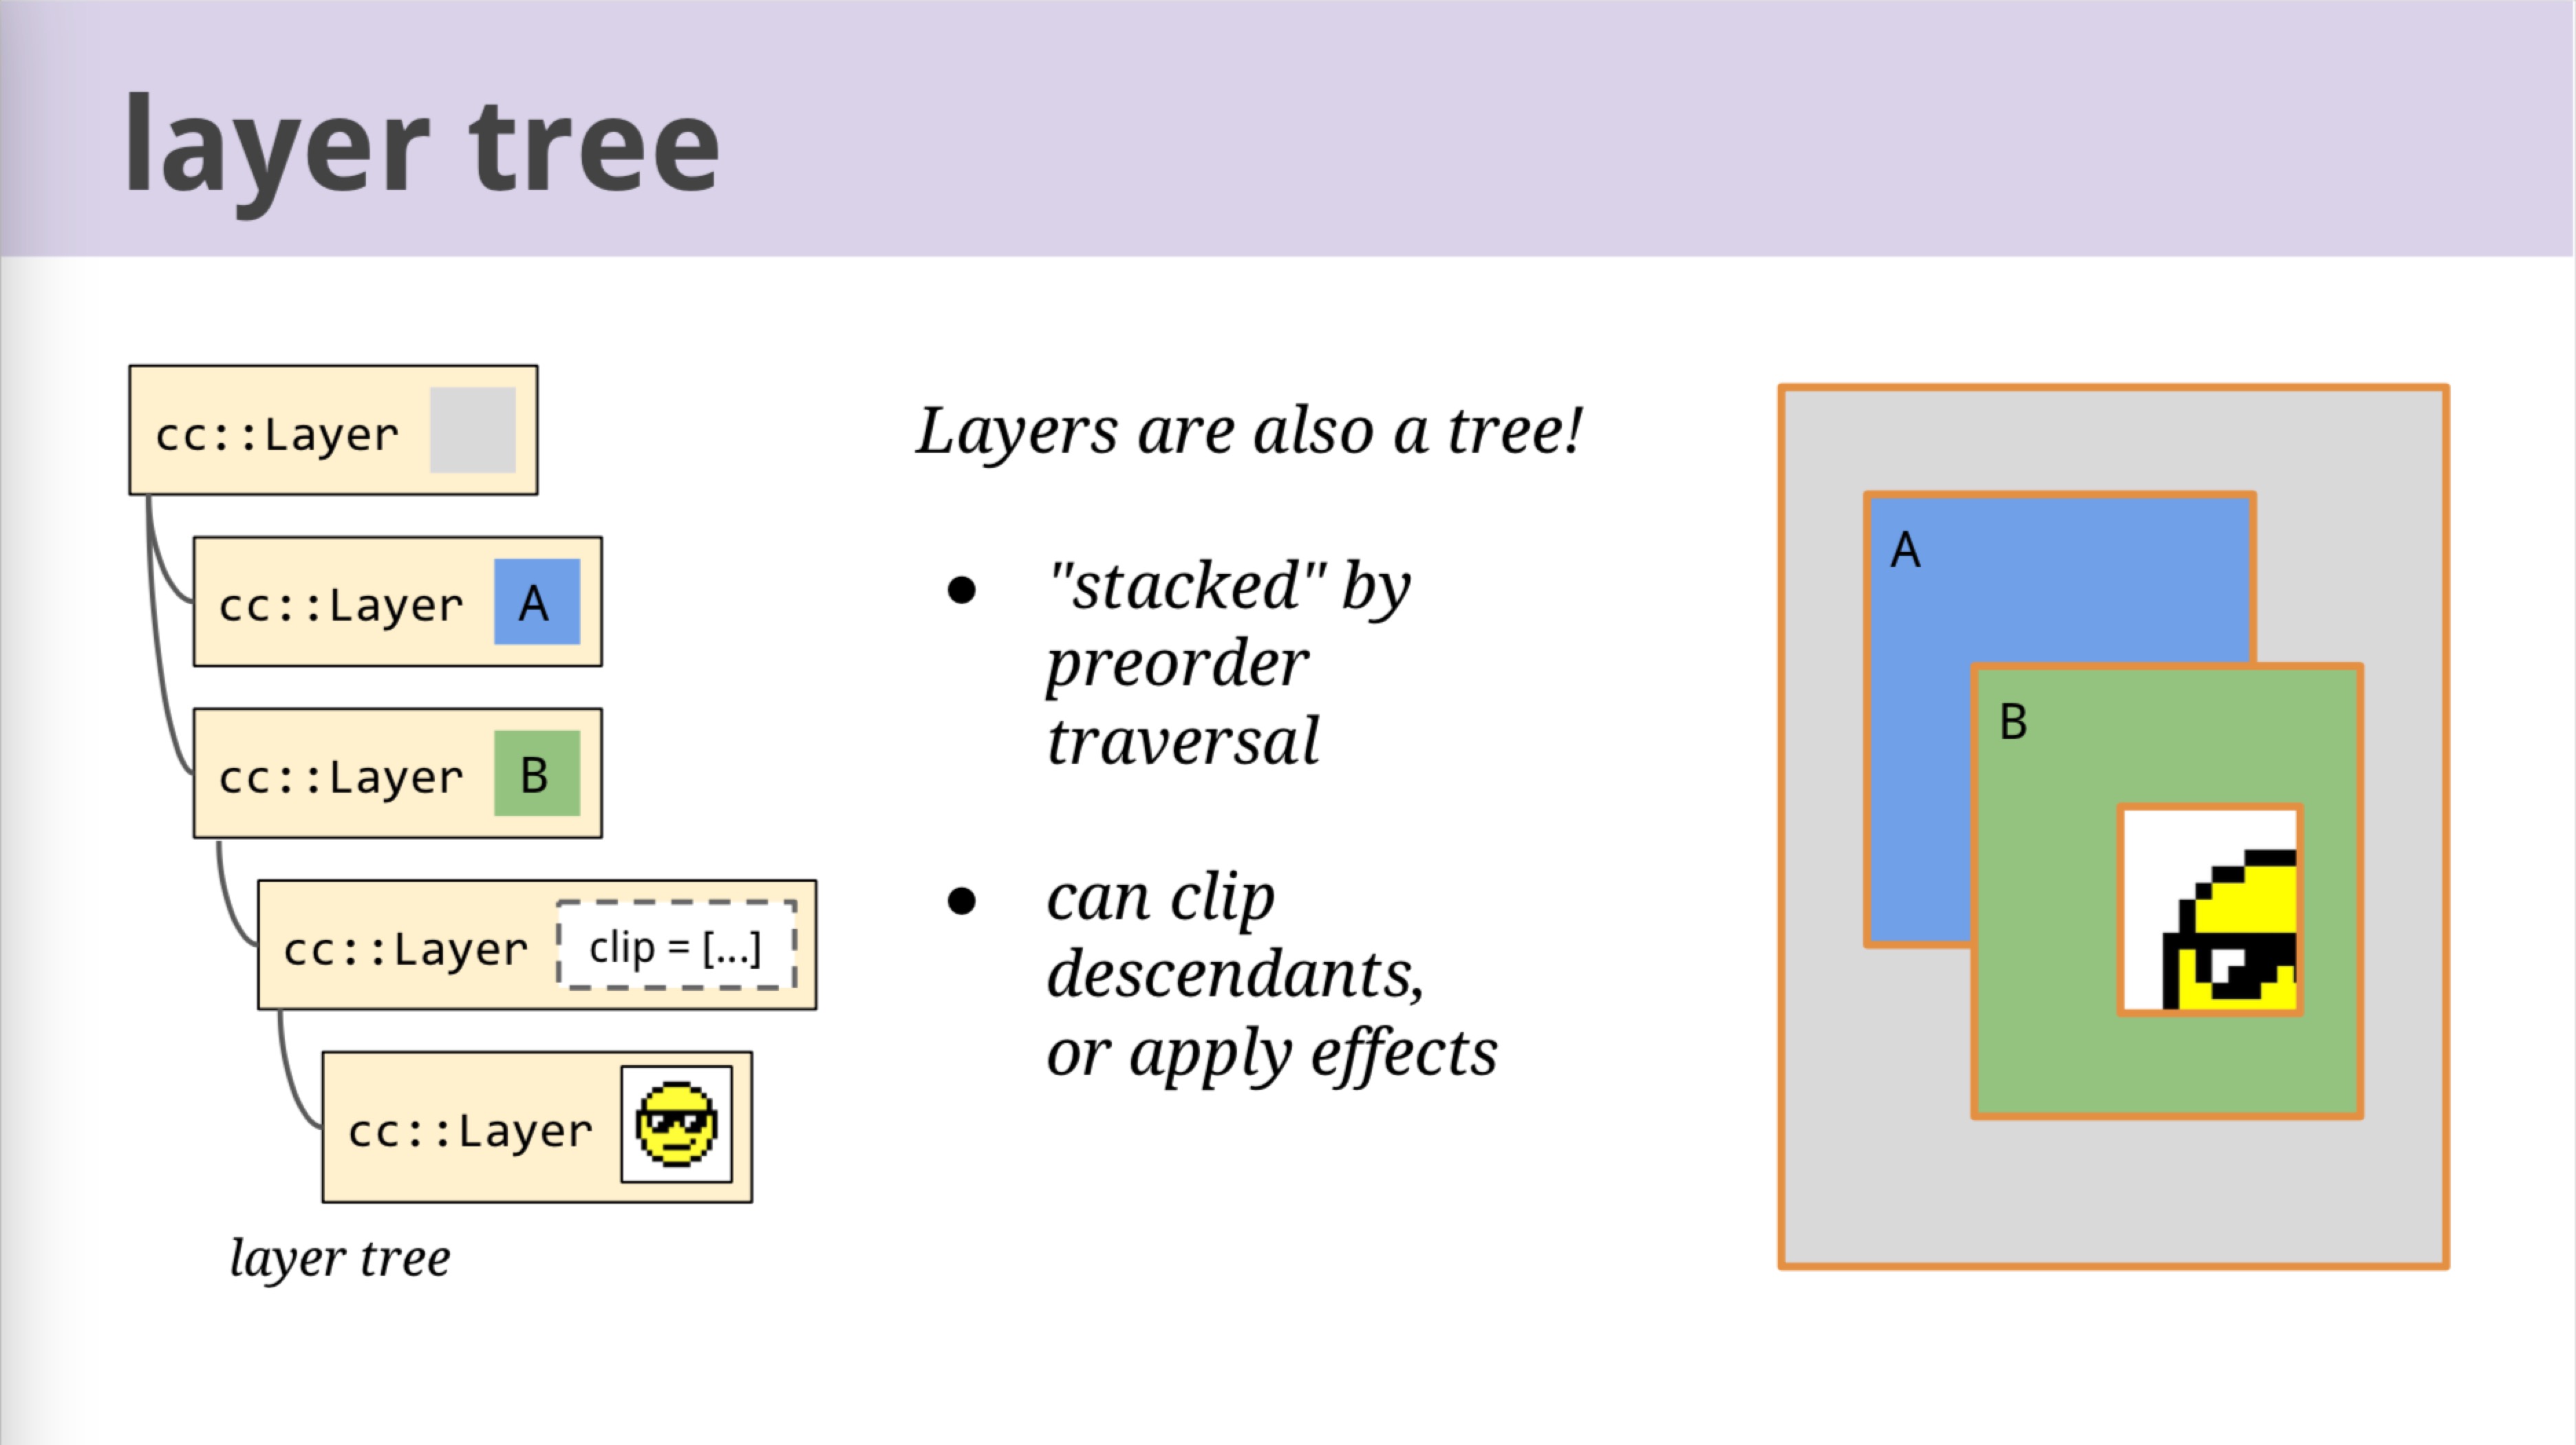 layer tree
cc::Layer
cc::Layer A
cc::Layer B
cc::Layer clip = [...]
cc::Layer
layer tree
Layers are also a tree!
● "stacked" by
preorder
traversal
● can clip
descendants,
or apply effects
A
B